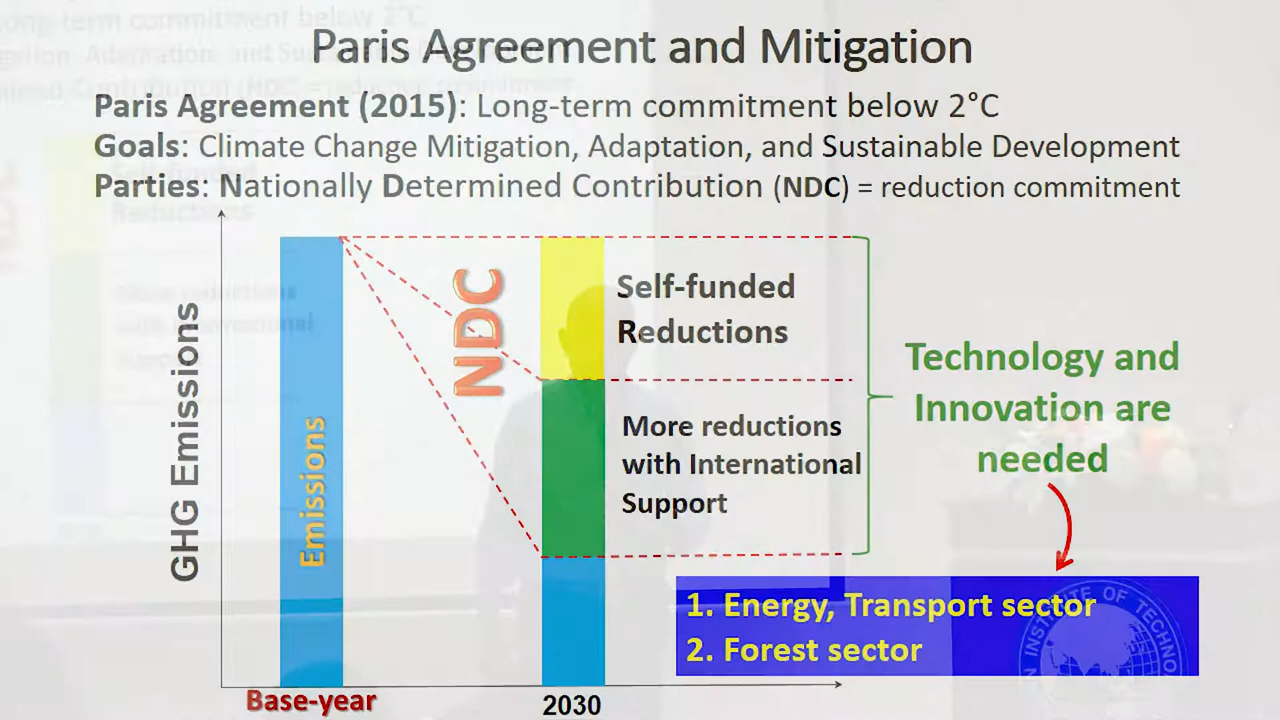 Paris Agreement and Mitigation
Paris Agreement (2015): Long-term commitment below 2°C
Goals: Climate Change Mitigation, Adaptation, and Sustainable Development
Parties: Nationally Determined Contribution (NDC) = reduction commitment
GHG Emissions
Emissions
NDC
Self-funded
Reductions
More reductions
with International
Support
Technology and
Innovation are
needed
1. Energy, Transport sector
2. Forest sector
INSTITUTE OF
Base-year
2030